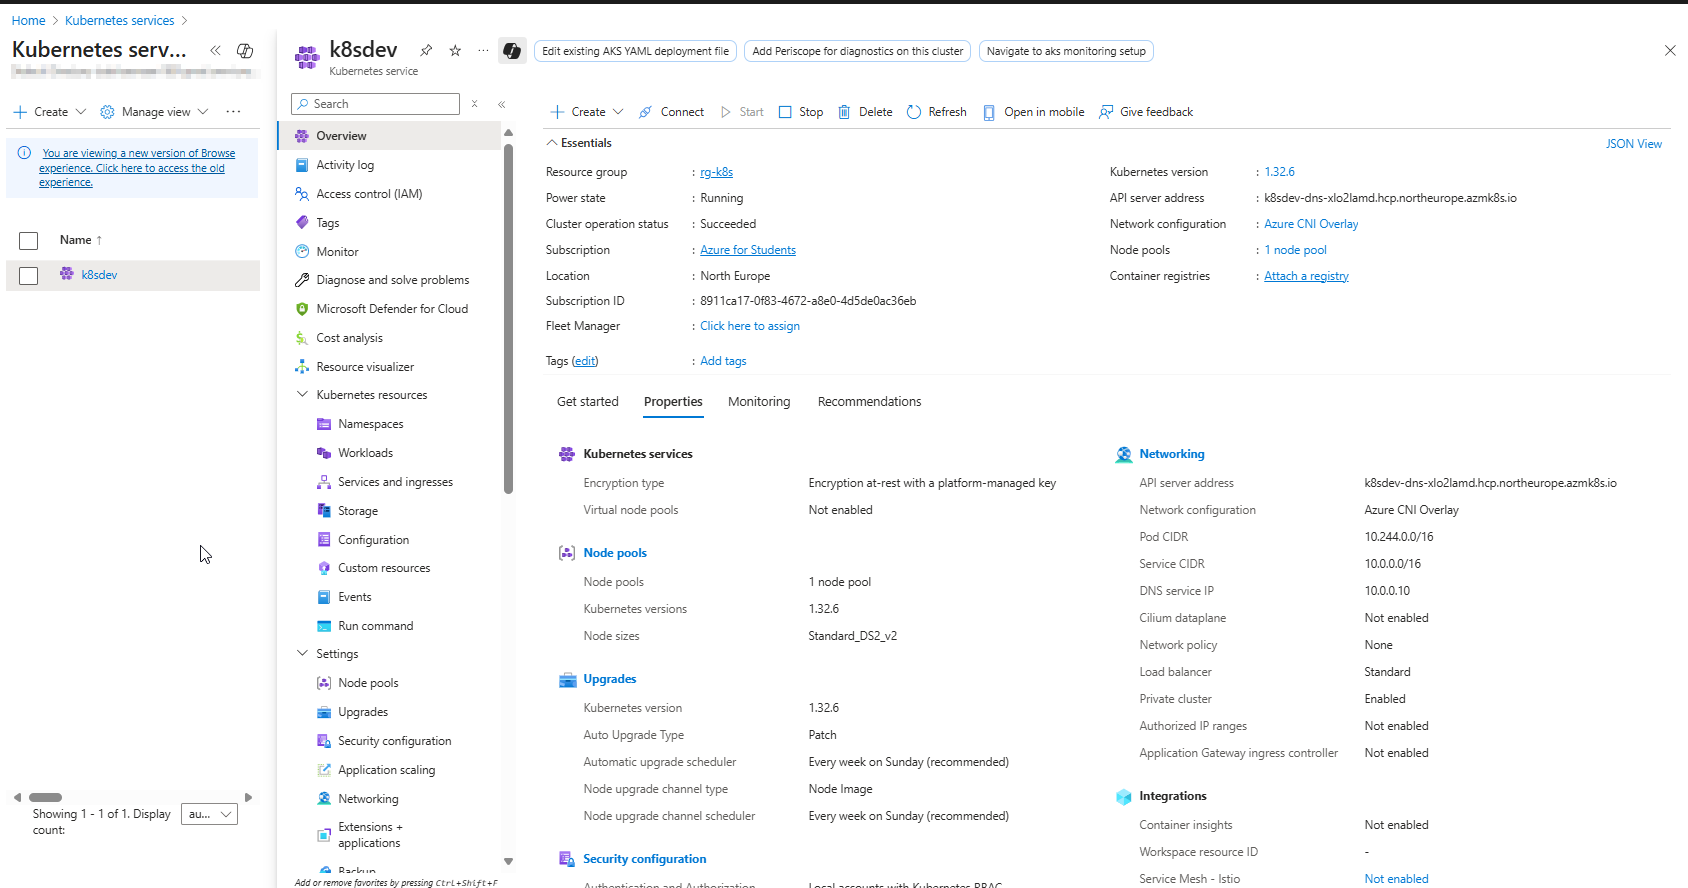 Home > Kubernetes services >
Kubernetes serv...
Create
Manage view
You are viewing a new version of Browse
experience. Click here to access the old
experience.
Name ↑
k8sdev
Showing 1 - 1 of 1. Display
count:
au...
k8sdev
Kubernetes service
Edit existing AKS YAML deployment file
Add Periscope for diagnostics on this cluster
Navigate to aks monitoring setup
Search
Overview
Activity log
Access control (IAM)
Tags
Monitor
Diagnose and solve problems
Microsoft Defender for Cloud
Cost analysis
Resource visualizer
Kubernetes resources
Namespaces
Workloads
Services and ingresses
Storage
Configuration
Custom resources
Events
Run command
Settings
Node pools
Upgrades
Security configuration
Application scaling
Networking
Extensions +
applications
Backup
Add or remove favorites by pressing Ctrl+Shift+F
Create
Connect
Start
Stop
Delete
Refresh
Open in mobile
Give feedback
Essentials
JSON View
Resource group : rg-k8s
Power state : Running
Cluster operation status : Succeeded
Subscription : Azure for Students
Location : North Europe
Subscription ID : 8911ca17-0f83-4672-a8e0-4d5de0ac36eb
Fleet Manager : Click here to assign
Tags (edit) : Add tags
Kubernetes version : 1.32.6
API server address : k8sdev-dns-xlo2lamd.hcp.northeurope.azmk8s.io
Network configuration : Azure CNI Overlay
Node pools : 1 node pool
Container registries : Attach a registry
Get started
Properties
Monitoring
Recommendations
Kubernetes services
Encryption type Encryption at-rest with a platform-managed key
Virtual node pools Not enabled
Node pools
Node pools 1 node pool
Kubernetes versions 1.32.6
Node sizes Standard_DS2_v2
Upgrades
Kubernetes version 1.32.6
Auto Upgrade Type Patch
Automatic upgrade scheduler Every week on Sunday (recommended)
Node upgrade channel type Node Image
Node upgrade channel scheduler Every week on Sunday (recommended)
Security configuration
Authentication and Authorization Local accounts with Kubernetes RBAC
Networking
API server address k8sdev-dns-xlo2lamd.hcp.northeurope.azmk8s.io
Network configuration Azure CNI Overlay
Pod CIDR 10.244.0.0/16
Service CIDR 10.0.0.0/16
DNS service IP 10.0.0.10
Cilium dataplane Not enabled
Network policy None
Load balancer Standard
Private cluster Enabled
Authorized IP ranges Not enabled
Application Gateway ingress controller Not enabled
Integrations
Container insights Not enabled
Workspace resource ID -
Service Mesh - Istio Not enabled